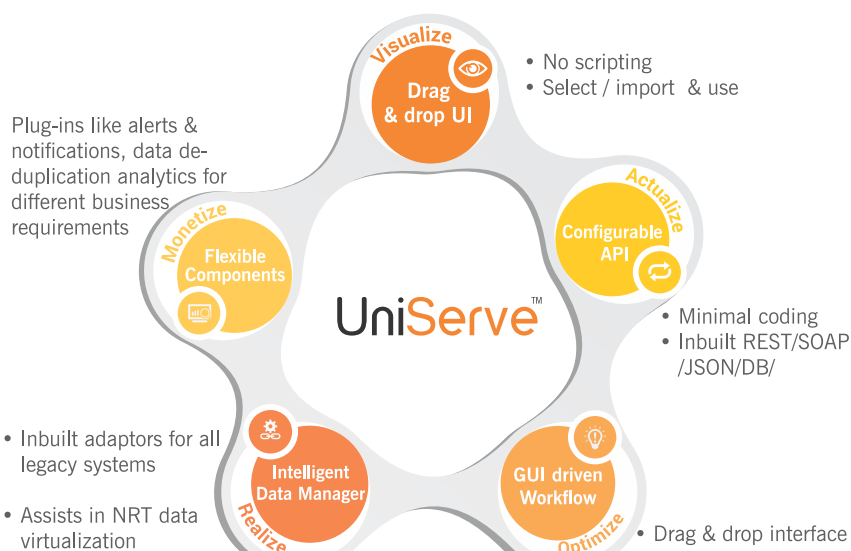 Visualize
Drag
& drop UI
• No scripting
• Select / import & use
Plug-ins like alerts &
notifications, data de-
duplication analytics for
different business
requirements
Monetize
Flexible
Components
Actualize
Configurable
API
• Minimal coding
• Inbuilt REST/SOAP
/JSON/DB/
UniServe™
• Inbuilt adaptors for all
legacy systems
• Assists in NRT data
virtualization
Intelligent
Data Manager
Realize
GUI driven
Workflow
Optimize
• Drag & drop interface